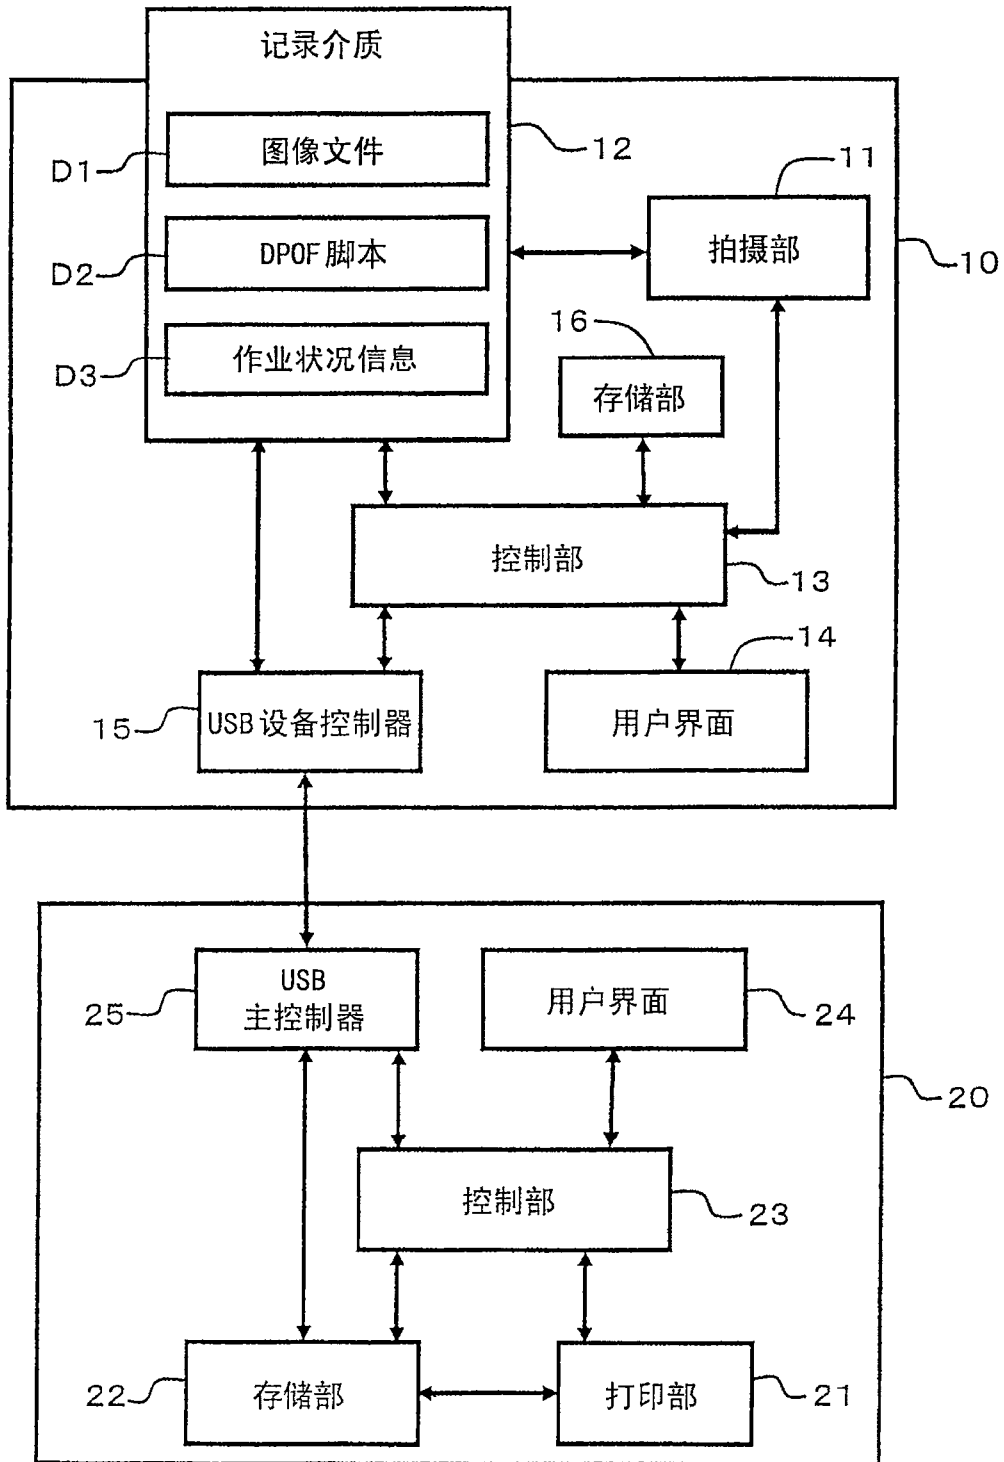 记录介质
图像文件
12
D1
11
DPOF 脚本
D2
拍摄部
10
16
作业状况信息
D3
存储部
控制部
13
14
15
USB 设备控制器
用户界面
25
USB
主控制器
用户界面
24
20
控制部
23
22
存储部
打印部
21